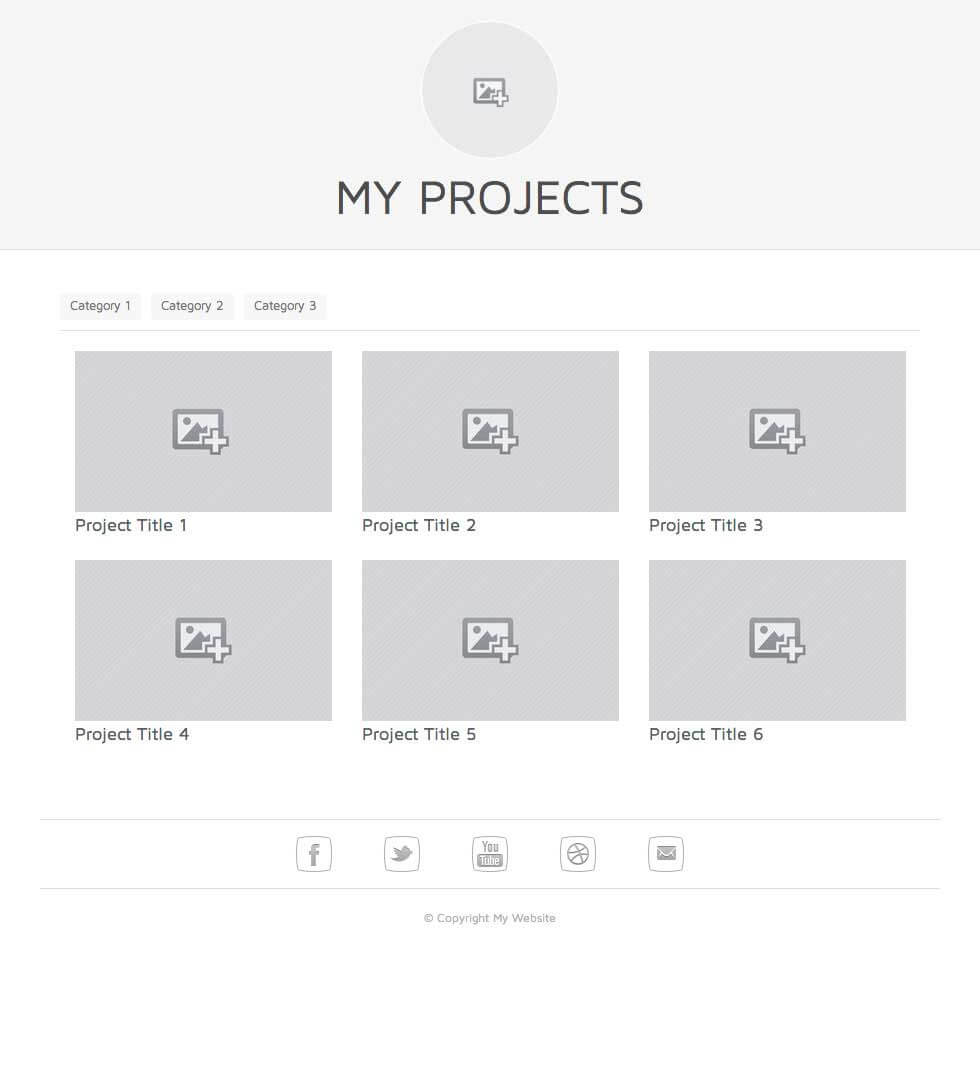 MY PROJECTS
Category 1 Category 2 Category 3
Project Title 1 Project Title 2 Project Title 3
Project Title 4 Project Title 5 Project Title 6
f You
Tube
© Copyright My Website